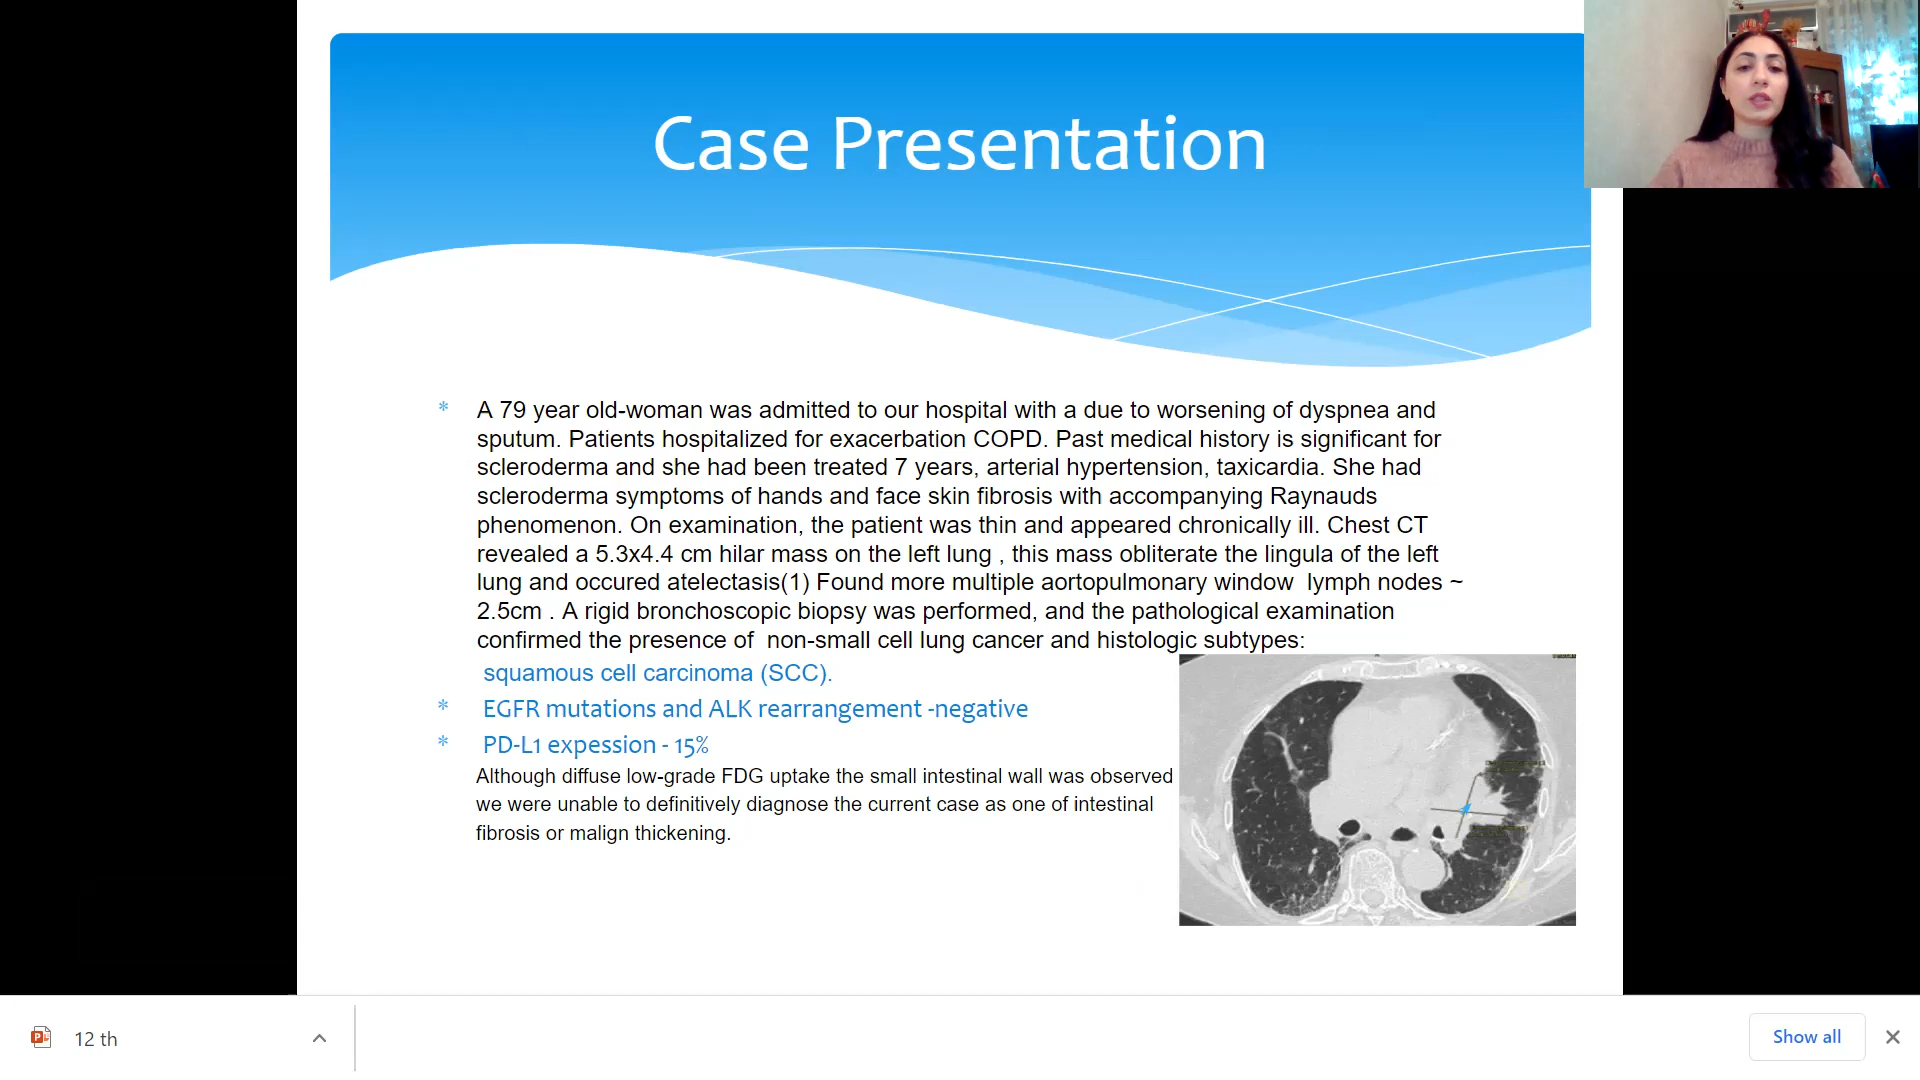 Case Presentation
* A 79 year old-woman was admitted to our hospital with a due to worsening of dyspnea and
sputum. Patients hospitalized for exacerbation COPD. Past medical history is significant for
scleroderma and she had been treated 7 years, arterial hypertension, taxicardia. She had
scleroderma symptoms of hands and face skin fibrosis with accompanying Raynauds
phenomenon. On examination, the patient was thin and appeared chronically ill. Chest CT
revealed a 5.3x4.4 cm hilar mass on the left lung , this mass obliterate the lingula of the left
lung and occured atelectasis(1) Found more multiple aortopulmonary window lymph nodes ~
2.5cm . A rigid bronchoscopic biopsy was performed, and the pathological examination
confirmed the presence of non-small cell lung cancer and histologic subtypes:
squamous cell carcinoma (SCC).
* EGFR mutations and ALK rearrangement -negative
* PD-L1 expession - 15%
Although diffuse low-grade FDG uptake the small intestinal wall was observed
we were unable to definitively diagnose the current case as one of intestinal
fibrosis or malign thickening.
12 th
Show all